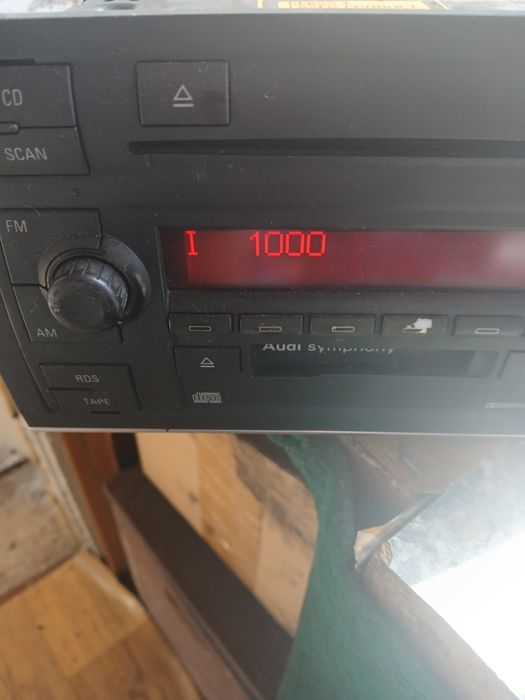 CD
SCAN
FM
I 1000
AM
Audi symphony
RDS
TAPE